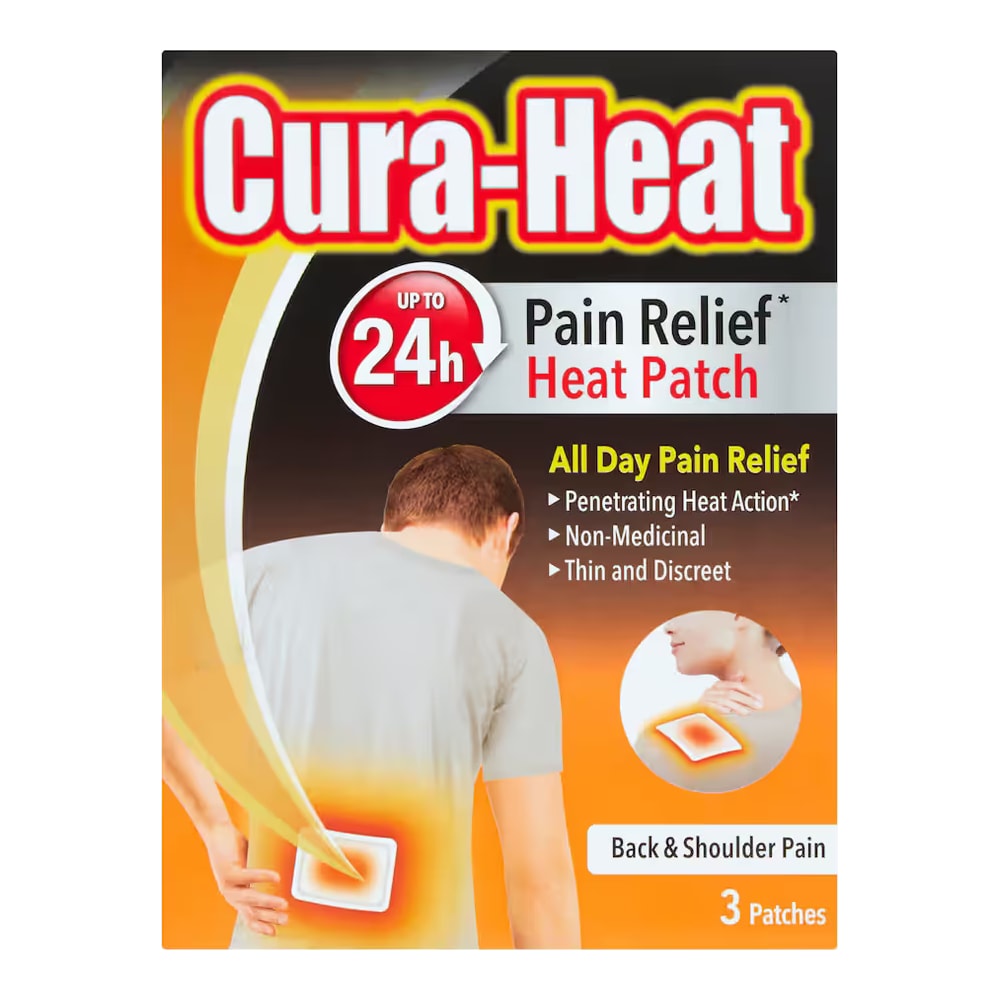 Cura-Heat
UP TO
24h
Pain Relief*
Heat Patch
All Day Pain Relief
▶ Penetrating Heat Action*
▶ Non-Medicinal
▶ Thin and Discreet
Back & Shoulder Pain
3 Patches